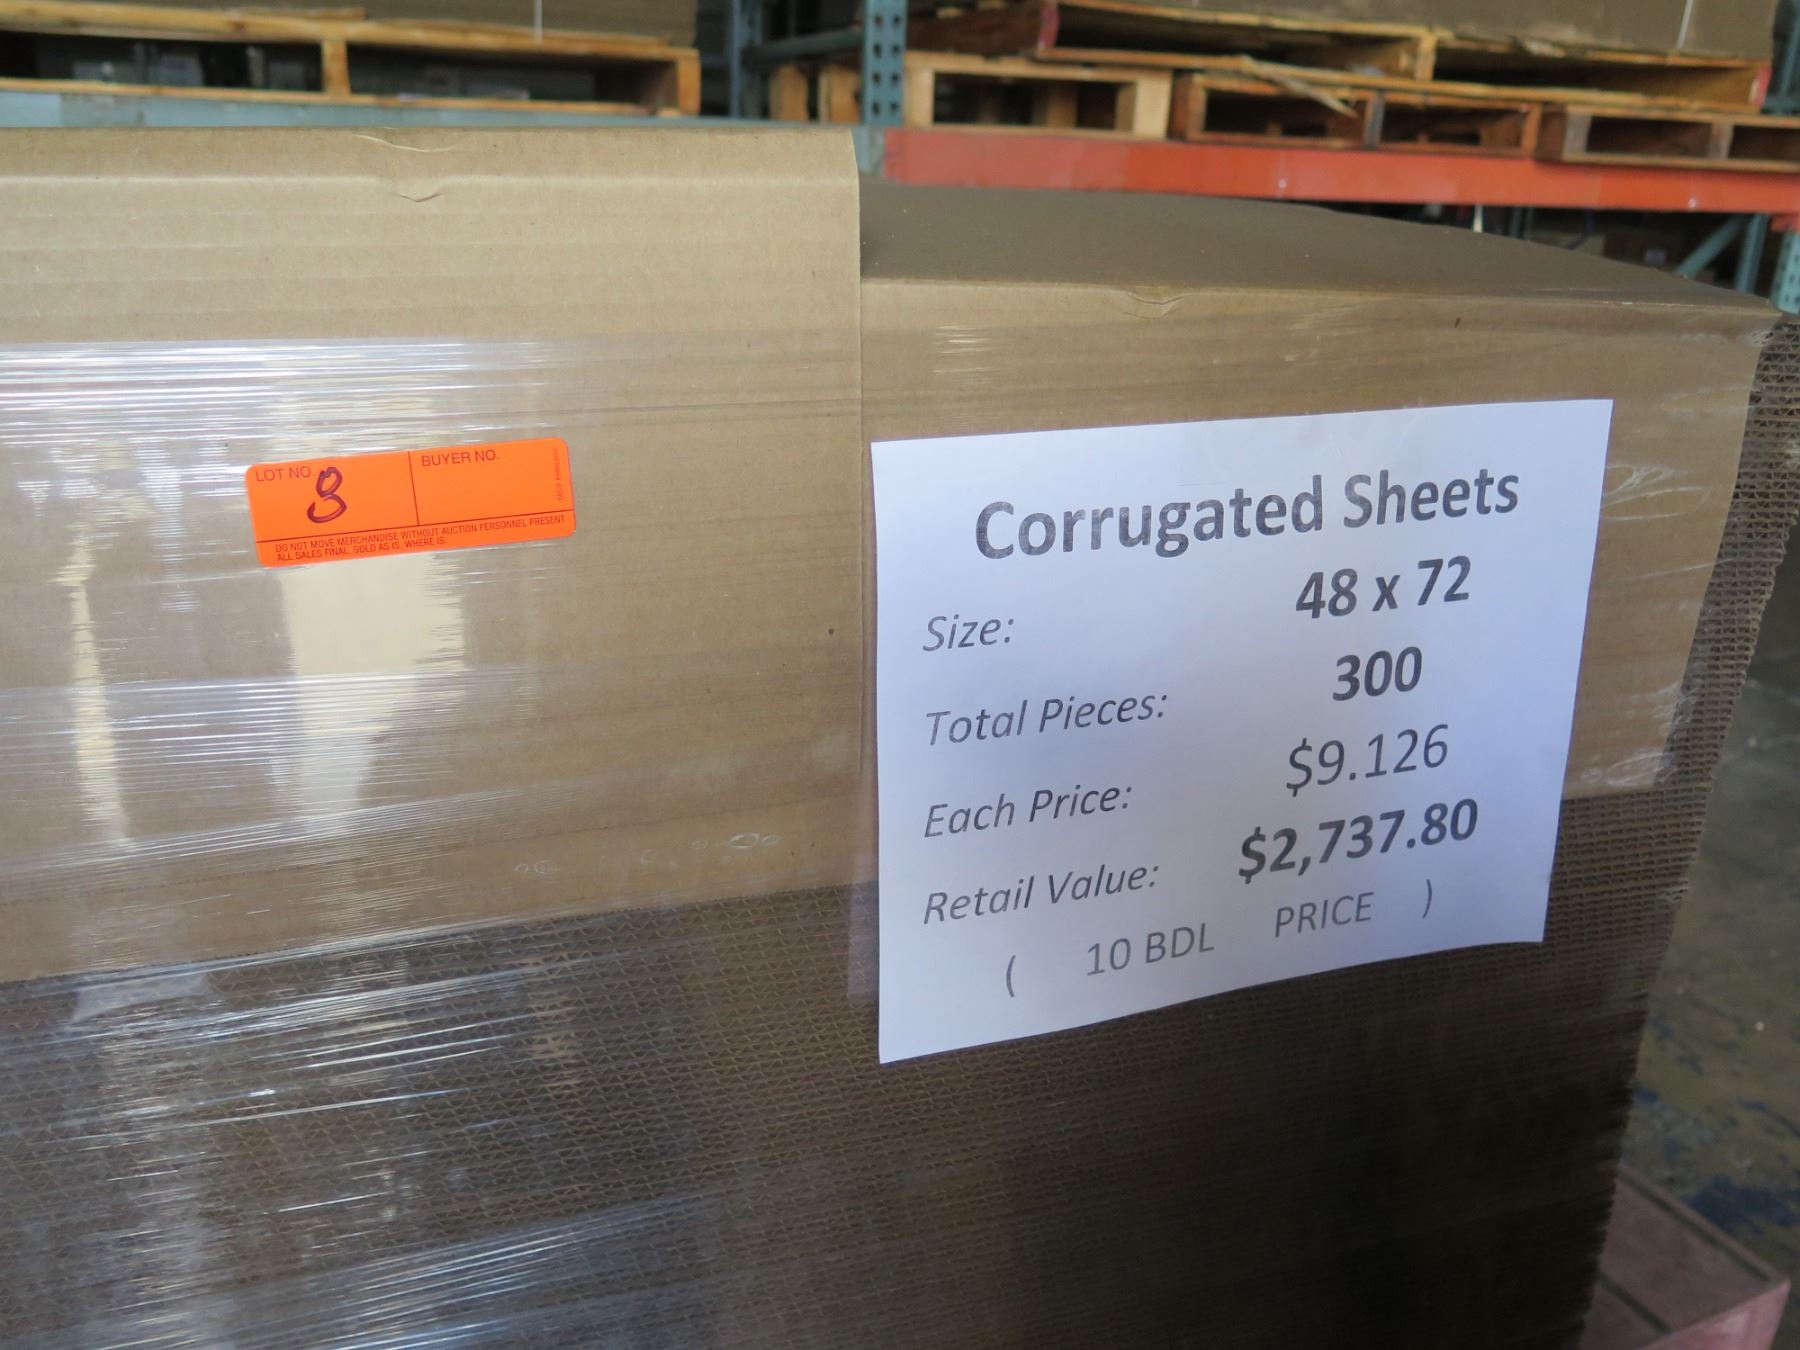 LOT NO. 8
BUYER NO.
DO NOT MOVE MERCHANDISE WITHOUT AUCTION PERSONNEL PRESENT
ALL SALES FINAL. SOLD AS IS. WHERE IS.
Corrugated Sheets
Size: 48 x 72
Total Pieces: 300
Each Price: $9.126
Retail Value: $2,737.80
( 10 BDL PRICE )